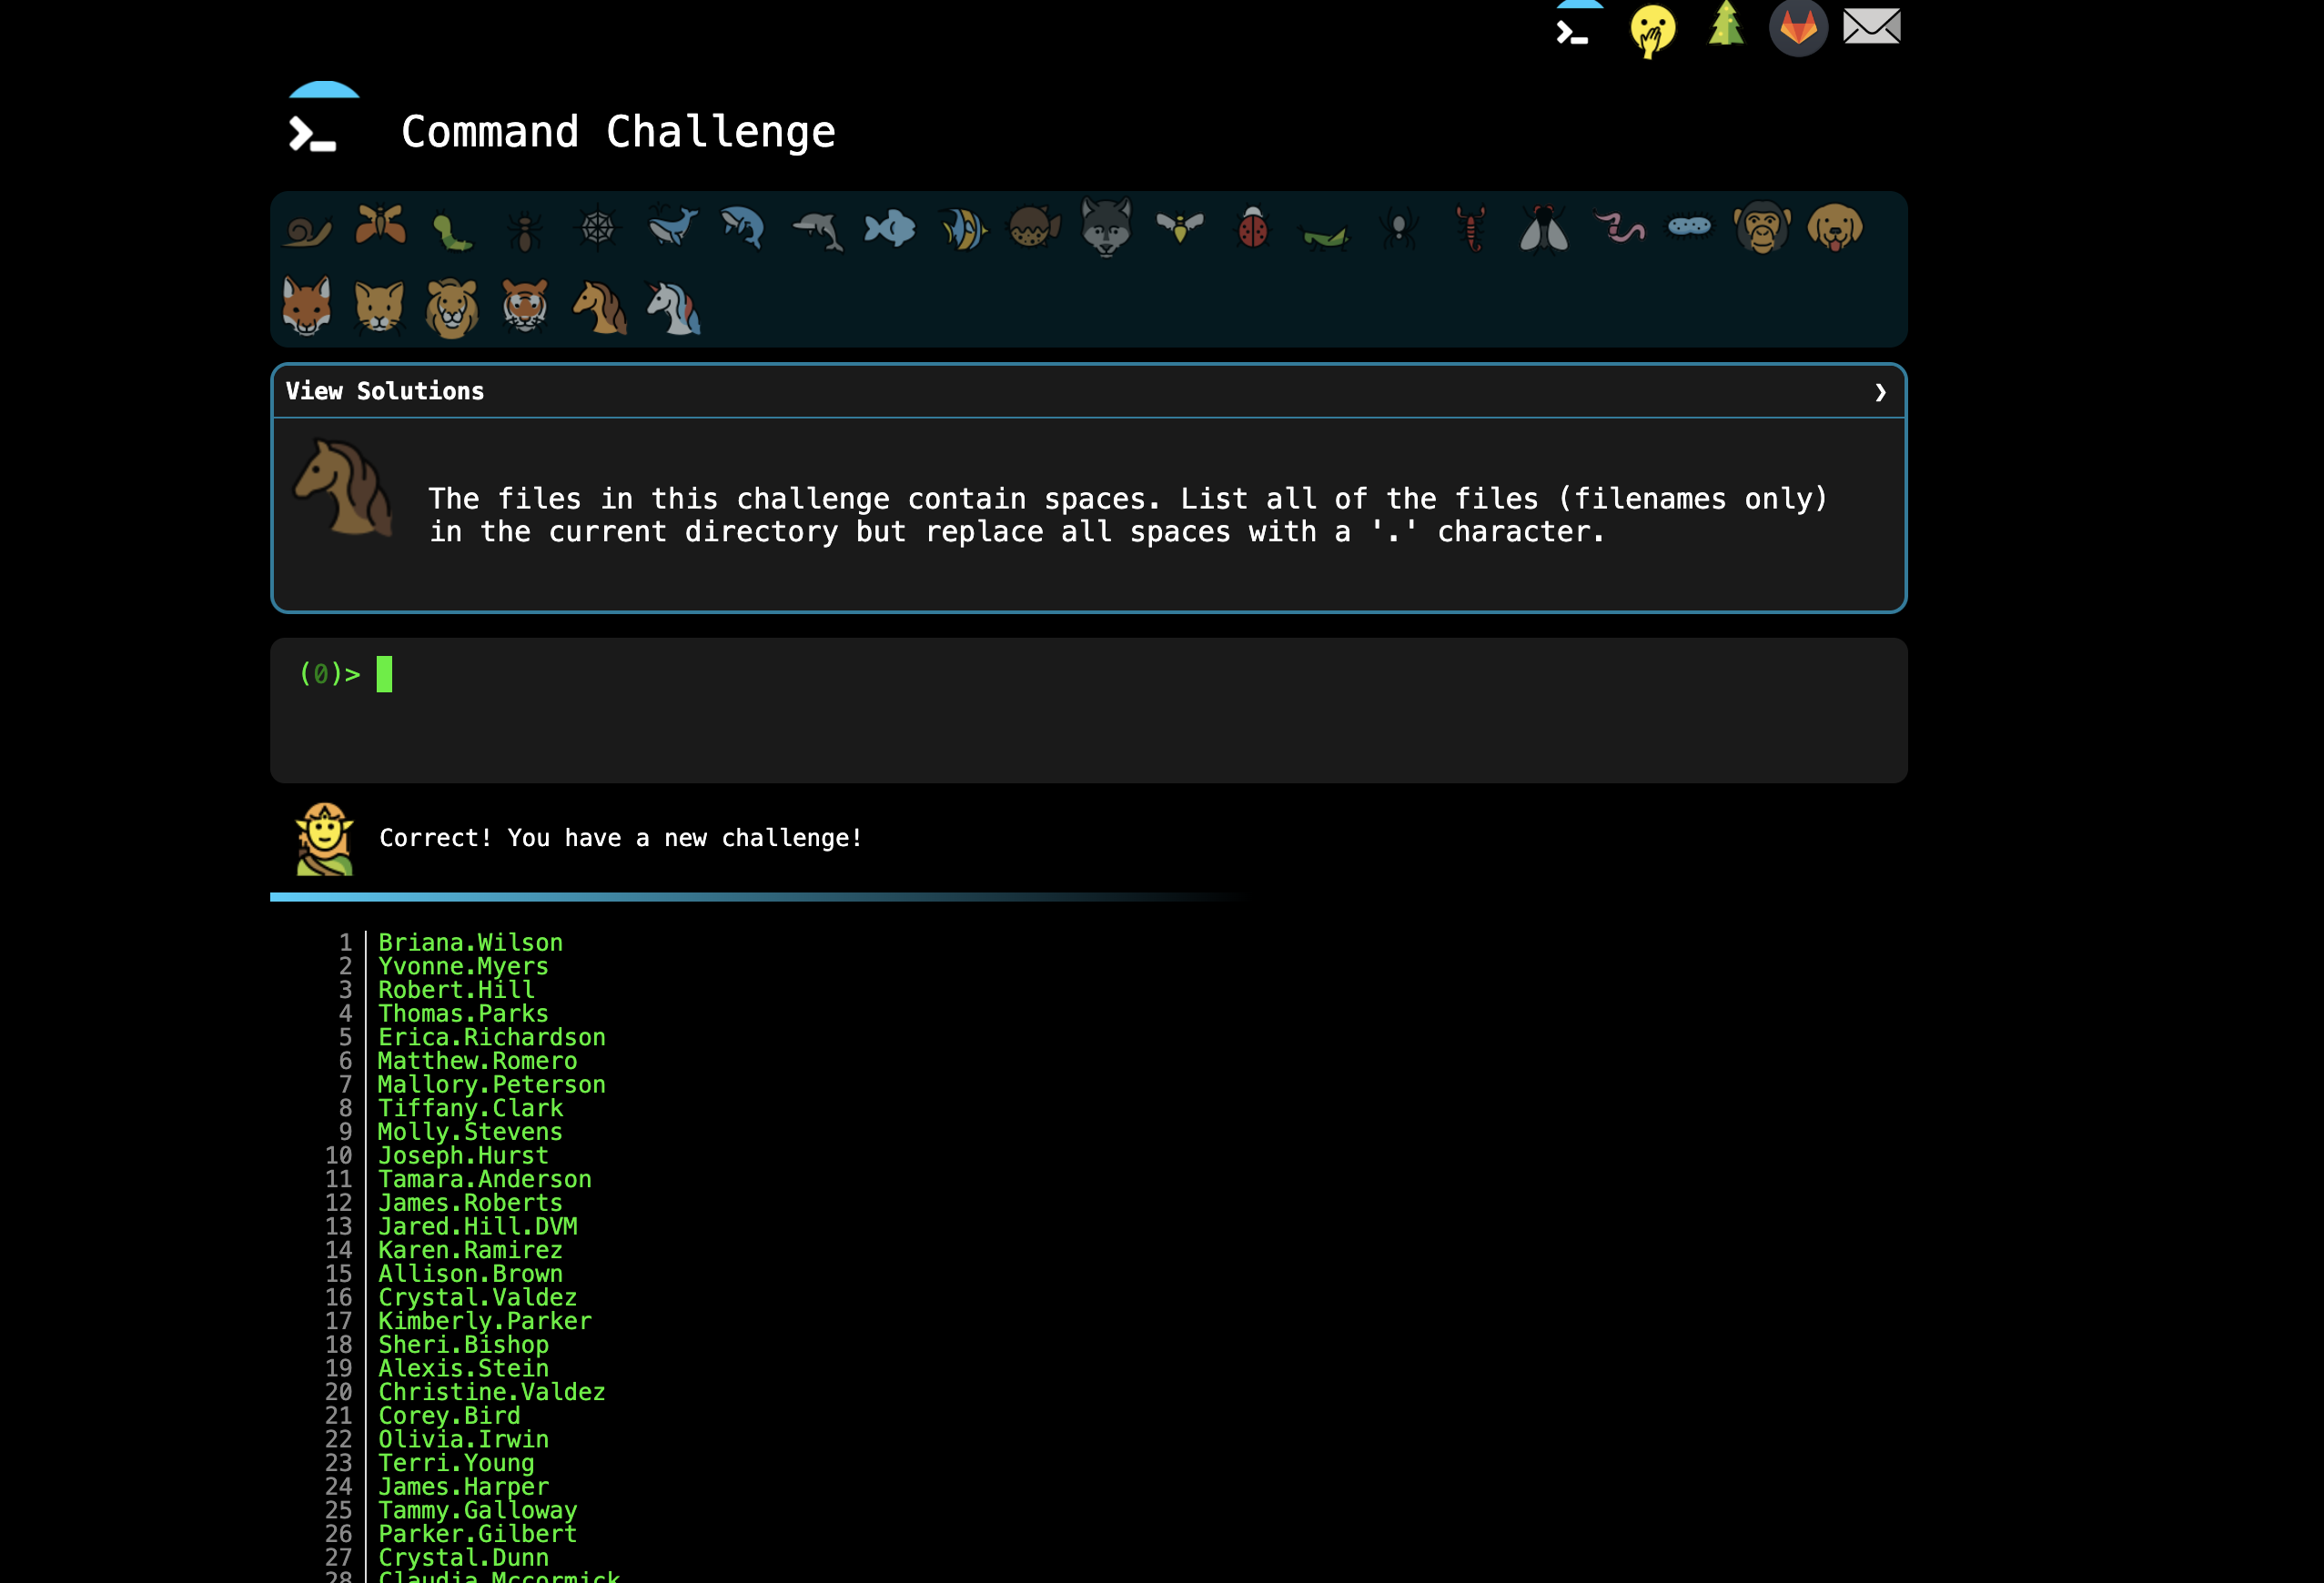 Command Challenge
View Solutions ❯
The files in this challenge contain spaces. List all of the files (filenames only)
in the current directory but replace all spaces with a '.' character.
(0)>
Correct! You have a new challenge!
1 Briana.Wilson
2 Yvonne.Myers
3 Robert.Hill
4 Thomas.Parks
5 Erica.Richardson
6 Matthew.Romero
7 Mallory.Peterson
8 Tiffany.Clark
9 Molly.Stevens
10 Joseph.Hurst
11 Tamara.Anderson
12 James.Roberts
13 Jared.Hill.DVM
14 Karen.Ramirez
15 Allison.Brown
16 Crystal.Valdez
17 Kimberly.Parker
18 Sheri.Bishop
19 Alexis.Stein
20 Christine.Valdez
21 Corey.Bird
22 Olivia.Irwin
23 Terri.Young
24 James.Harper
25 Tammy.Galloway
26 Parker.Gilbert
27 Crystal.Dunn
28 Claudia.Mccormick